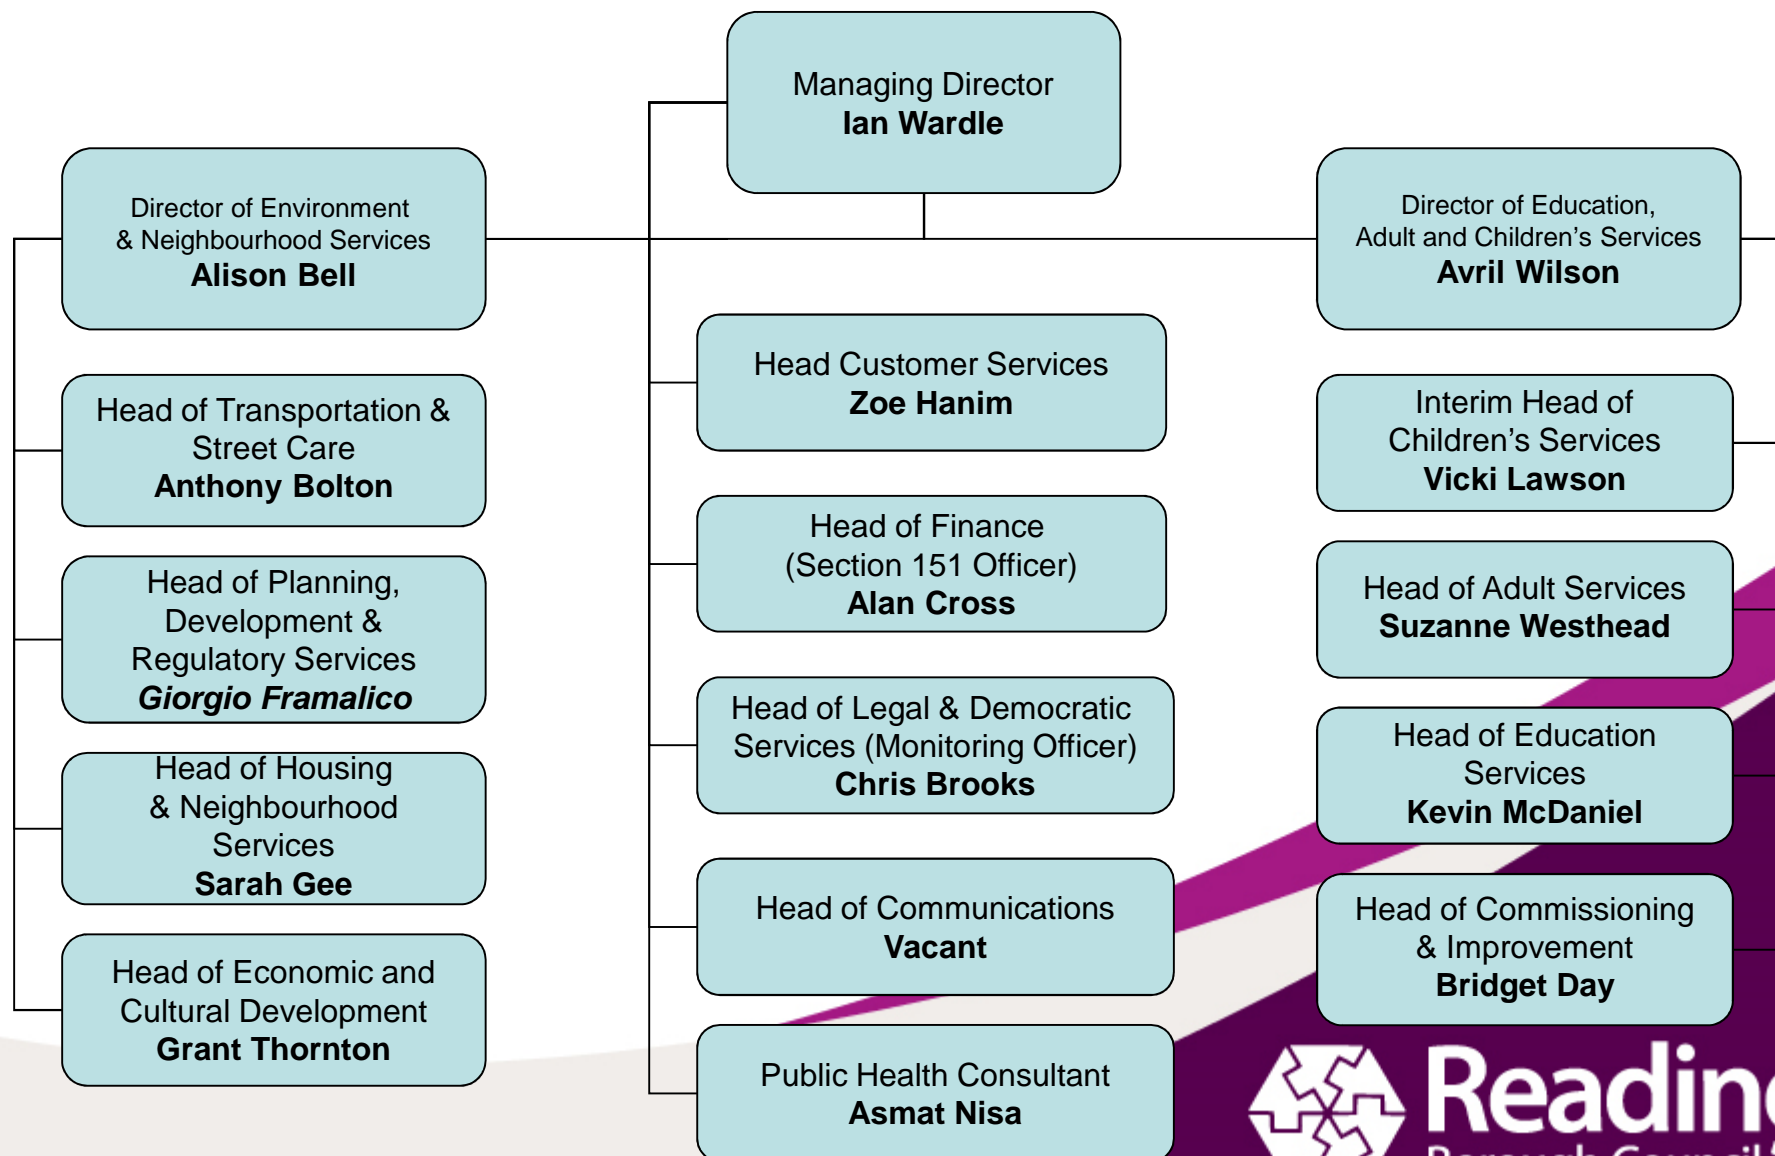 Managing Director
Ian Wardle
Director of Environment
& Neighbourhood Services
Alison Bell
Director of Education,
Adult and Children's Services
Avril Wilson
Head of Transportation &
Street Care
Anthony Bolton
Head of Planning,
Development &
Regulatory Services
Giorgio Framalico
Head of Housing
& Neighbourhood
Services
Sarah Gee
Head of Economic and
Cultural Development
Grant Thornton
Head Customer Services
Zoe Hanim
Head of Finance
(Section 151 Officer)
Alan Cross
Head of Legal & Democratic
Services (Monitoring Officer)
Chris Brooks
Head of Communications
Vacant
Public Health Consultant
Asmat Nisa
Interim Head of
Children’s Services
Vicki Lawson
Head of Adult Services
Suzanne Westhead
Head of Education
Services
Kevin McDaniel
Head of Commissioning
& Improvement
Bridget Day
Reading
Borough Council